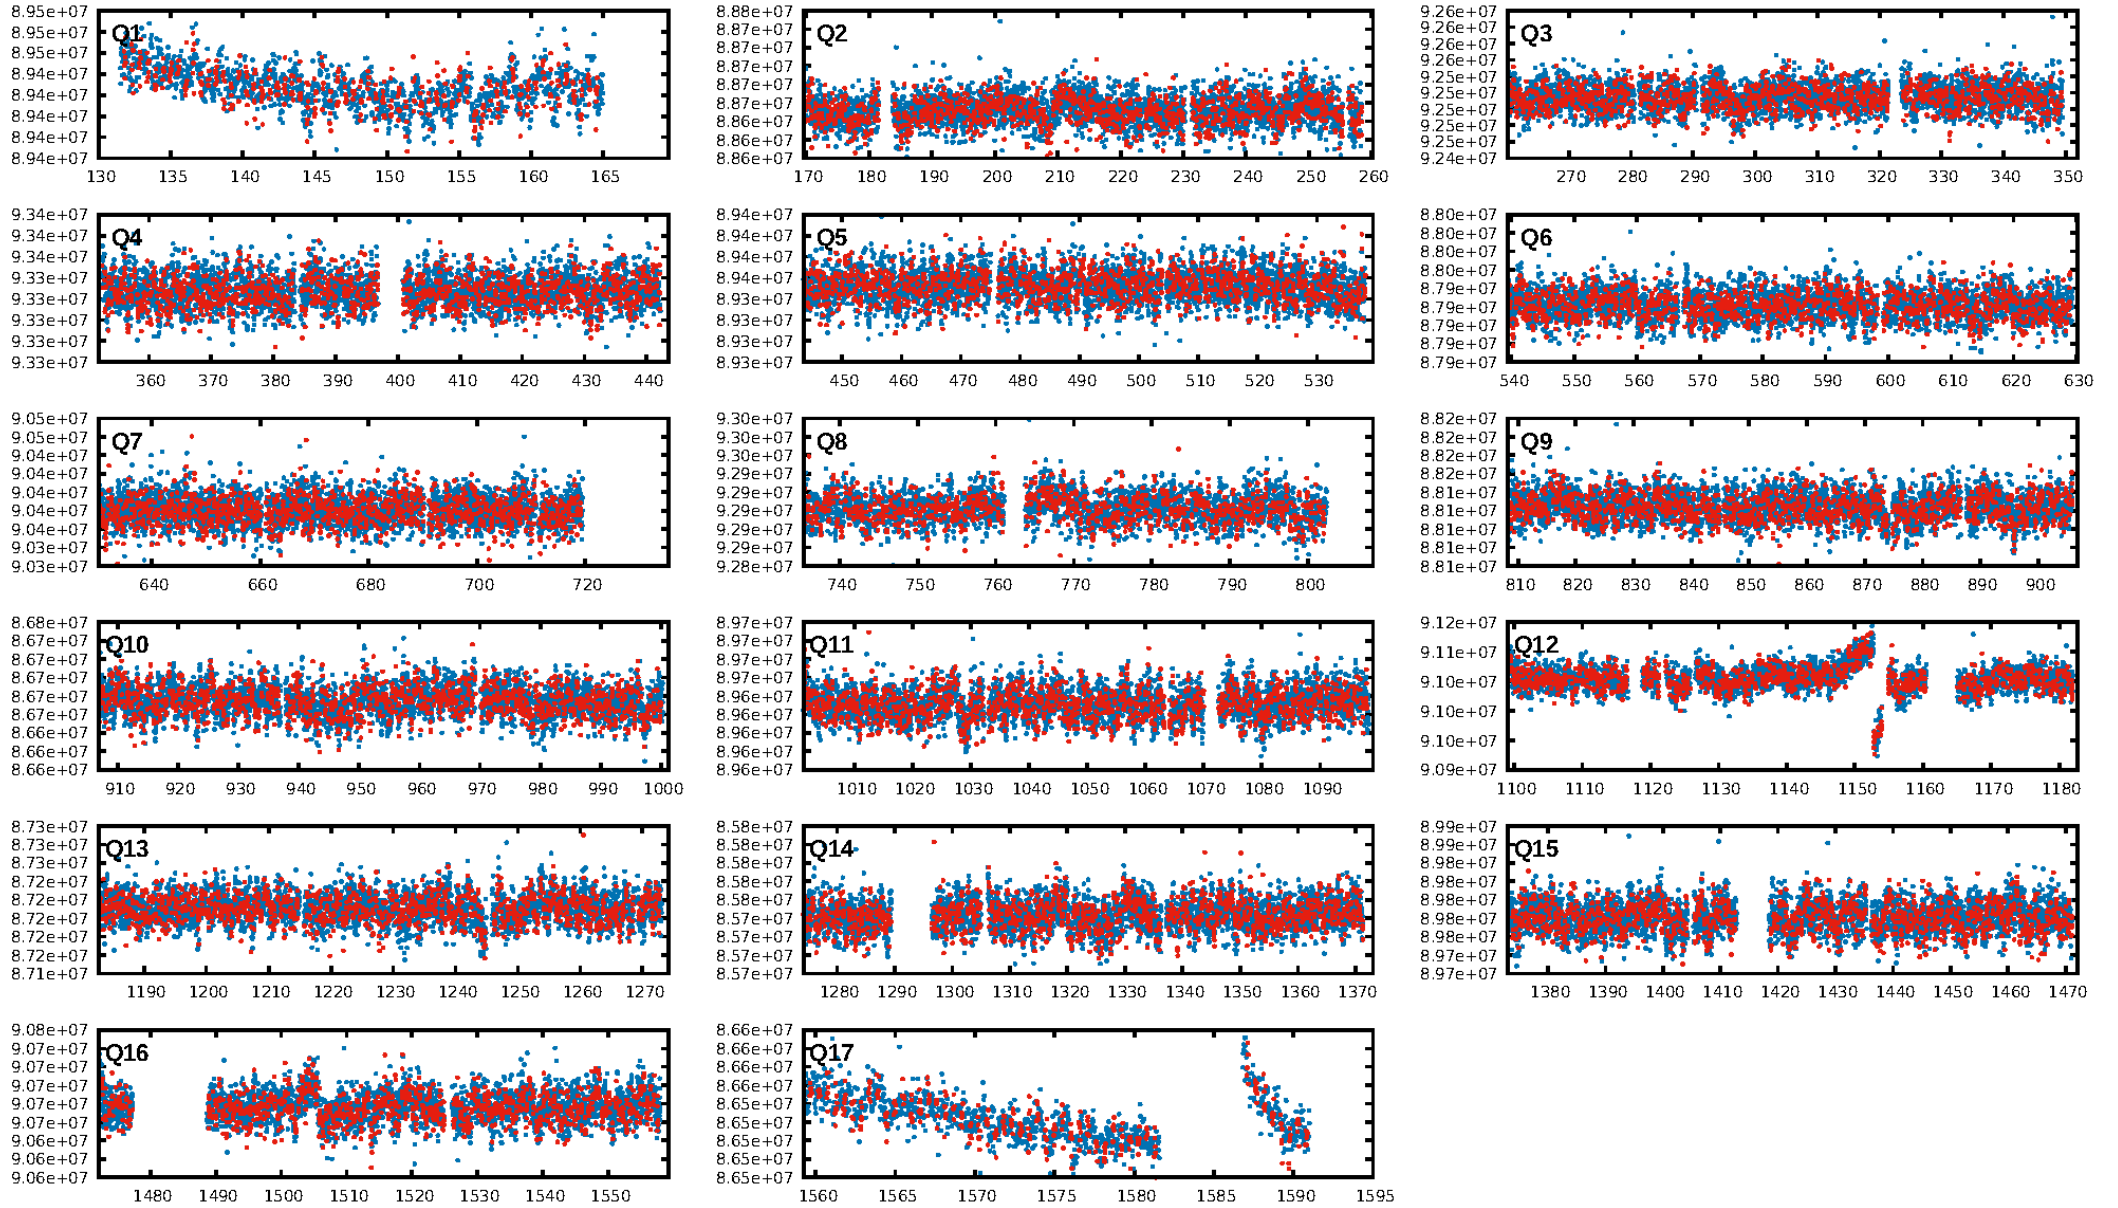 Q1
8.95e+07
8.95e+07
8.95e+07
8.94e+07
8.94e+07
8.94e+07
8.94e+07
8.94e+07
130 135 140 145 150 155 160 165
Q2
8.88e+07
8.87e+07
8.87e+07
8.87e+07
8.87e+07
8.87e+07
8.86e+07
8.86e+07
8.86e+07
170 180 190 200 210 220 230 240 250 260
Q3
9.26e+07
9.26e+07
9.26e+07
9.26e+07
9.25e+07
9.25e+07
9.25e+07
9.25e+07
9.25e+07
9.24e+07
270 280 290 300 310 320 330 340 350
Q4
9.34e+07
9.34e+07
9.34e+07
9.33e+07
9.33e+07
9.33e+07
9.33e+07
9.33e+07
360 370 380 390 400 410 420 430 440
Q5
8.94e+07
8.94e+07
8.94e+07
8.94e+07
8.93e+07
8.93e+07
8.93e+07
8.93e+07
450 460 470 480 490 500 510 520 530
Q6
8.80e+07
8.80e+07
8.80e+07
8.80e+07
8.79e+07
8.79e+07
8.79e+07
8.79e+07
8.79e+07
540 550 560 570 580 590 600 610 620 630
Q7
9.05e+07
9.05e+07
9.04e+07
9.04e+07
9.04e+07
9.04e+07
9.04e+07
9.03e+07
9.03e+07
640 660 680 700 720
Q8
9.30e+07
9.30e+07
9.30e+07
9.29e+07
9.29e+07
9.29e+07
9.29e+07
9.29e+07
9.28e+07
740 750 760 770 780 790 800
Q9
8.82e+07
8.82e+07
8.82e+07
8.82e+07
8.81e+07
8.81e+07
8.81e+07
8.81e+07
8.81e+07
810 820 830 840 850 860 870 880 890 900
Q10
8.68e+07
8.67e+07
8.67e+07
8.67e+07
8.67e+07
8.67e+07
8.66e+07
8.66e+07
8.66e+07
910 920 930 940 950 960 970 980 990 1000
Q11
8.97e+07
8.97e+07
8.97e+07
8.97e+07
8.96e+07
8.96e+07
8.96e+07
8.96e+07
8.96e+07
1010 1020 1030 1040 1050 1060 1070 1080 1090
Q12
9.12e+07
9.11e+07
9.10e+07
9.10e+07
9.10e+07
9.09e+07
1100 1110 1120 1130 1140 1150 1160 1170 1180
Q13
8.73e+07
8.73e+07
8.73e+07
8.72e+07
8.72e+07
8.72e+07
8.72e+07
8.72e+07
8.71e+07
1190 1200 1210 1220 1230 1240 1250 1260 1270
Q14
8.58e+07
8.58e+07
8.58e+07
8.58e+07
8.58e+07
8.57e+07
8.57e+07
8.57e+07
8.57e+07
1280 1290 1300 1310 1320 1330 1340 1350 1360 1370
Q15
8.99e+07
8.99e+07
8.98e+07
8.98e+07
8.98e+07
8.98e+07
8.98e+07
8.97e+07
8.97e+07
1380 1390 1400 1410 1420 1430 1440 1450 1460 1470
Q16
9.08e+07
9.07e+07
9.07e+07
9.07e+07
9.07e+07
9.07e+07
9.06e+07
9.06e+07
9.06e+07
1480 1490 1500 1510 1520 1530 1540 1550
Q17
8.66e+07
8.66e+07
8.66e+07
8.66e+07
8.65e+07
8.65e+07
8.65e+07
8.65e+07
8.65e+07
1560 1565 1570 1575 1580 1585 1590 1595